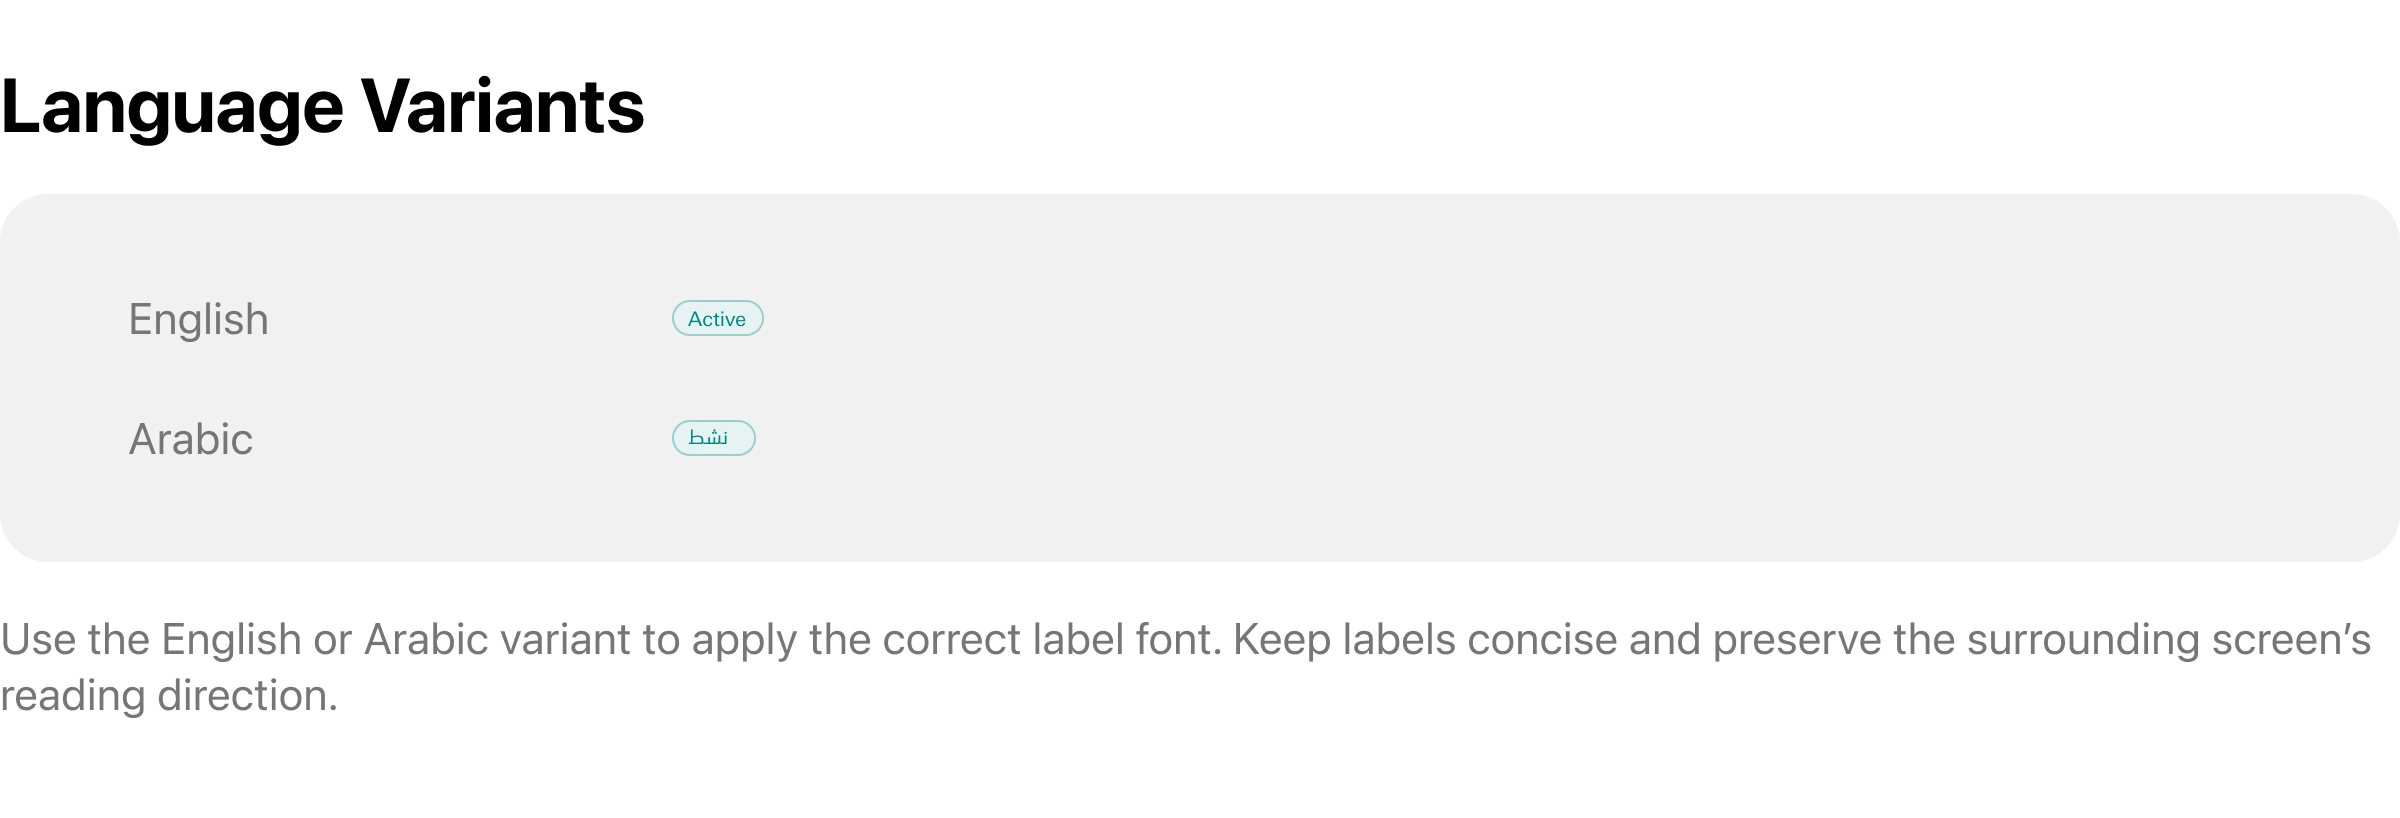 Language Variants
English
Active
Arabic
نشط
Use the English or Arabic variant to apply the correct label font. Keep labels concise and preserve the surrounding screen’s
reading direction.